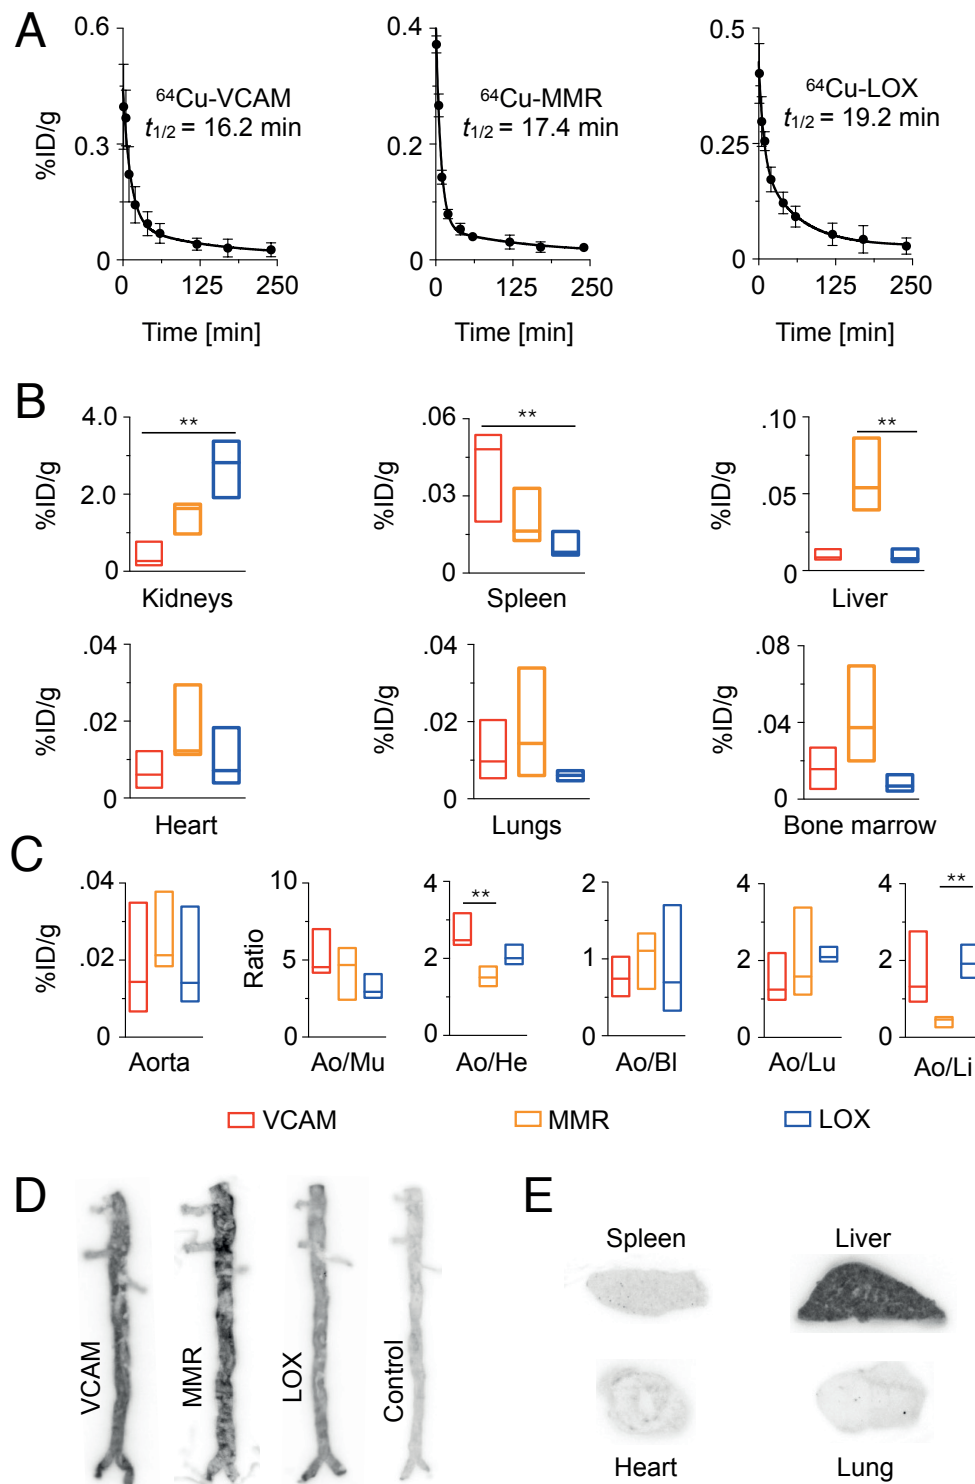 A
0.6
0.3
0
%ID/g
64Cu-VCAM
t1/2 = 16.2 min
0 125 250
Time [min]
0.4
0.2
0
64Cu-MMR
t1/2 = 17.4 min
0 125 250
Time [min]
0.5
0.25
0
64Cu-LOX
t1/2 = 19.2 min
0 125 250
Time [min]
B
4.0
2.0
0
%ID/g
**
Kidneys
.06
.03
0
%ID/g
**
Spleen
.10
.05
0
%ID/g
**
Liver
.04
.02
0
%ID/g
Heart
.04
.02
0
%ID/g
Lungs
.08
.04
0
%ID/g
Bone marrow
C
.04
.02
0
%ID/g
Aorta
10
5
0
Ratio
Ao/Mu
4
2
0
**
Ao/He
2
1
0
Ao/Bl
4
2
0
Ao/Lu
4
2
0
**
Ao/Li
VCAM MMR LOX
D
VCAM
MMR
LOX
Control
E
Spleen Liver
Heart Lung